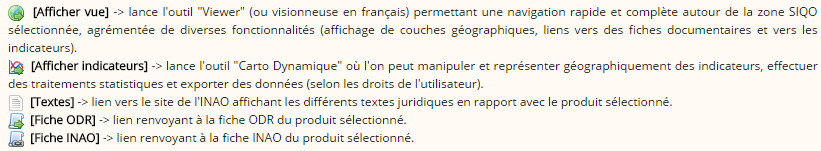 [Afficher vue] -> lance l'outil "Viewer" (ou visionneuse en français) permettant une navigation rapide et complète autour de la zone SIQO
sélectionnée, agrémentée de diverses fonctionnalités (affichage de couches géographiques, liens vers des fiches documentaires et vers les
indicateurs).
[Afficher indicateurs] -> lance l'outil "Carto Dynamique" où l'on peut manipuler et représenter géographiquement des indicateurs, effectuer
des traitements statistiques et exporter des données (selon les droits de l'utilisateur).
[Textes] -> lien vers le site de l'INAO affichant les différents textes juridiques en rapport avec le produit sélectionné.
[Fiche ODR] -> lien renvoyant à la fiche ODR du produit sélectionné.
[Fiche INAO] -> lien renvoyant à la fiche INAO du produit sélectionné.